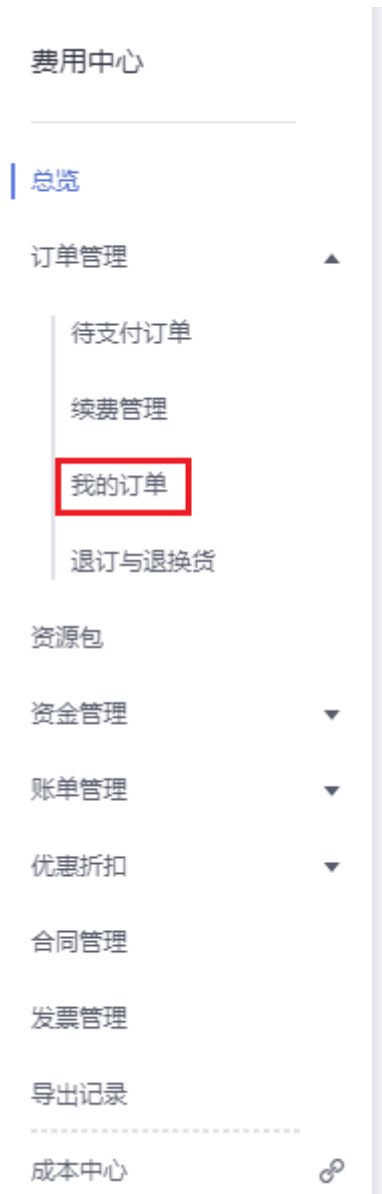 费用中心
总览
订单管理
待支付订单
续费管理
我的订单
退订与退换货
资源包
资金管理
账单管理
优惠折扣
合同管理
发票管理
导出记录
成本中心